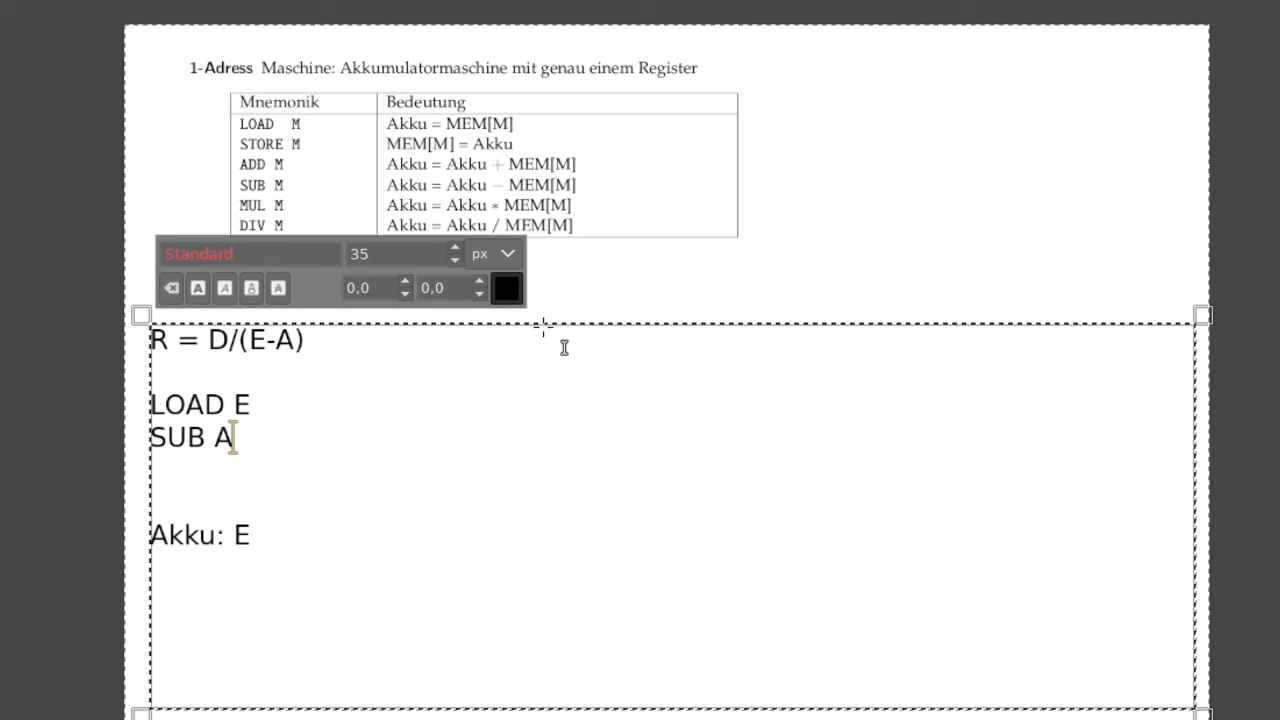 1-Adress Maschine: Akkumulatormaschine mit genau einem Register
Mnemonik Bedeutung
LOAD M Akku = MEM[M]
STORE M MEM[M] = Akku
ADD M Akku = Akku + MEM[M]
SUB M Akku = Akku − MEM[M]
MUL M Akku = Akku * MEM[M]
DIV M Akku = Akku / MEM[M]
Standard 35 px
A A A A 0,0 0,0
R = D/(E-A)
LOAD E
SUB A
Akku: E